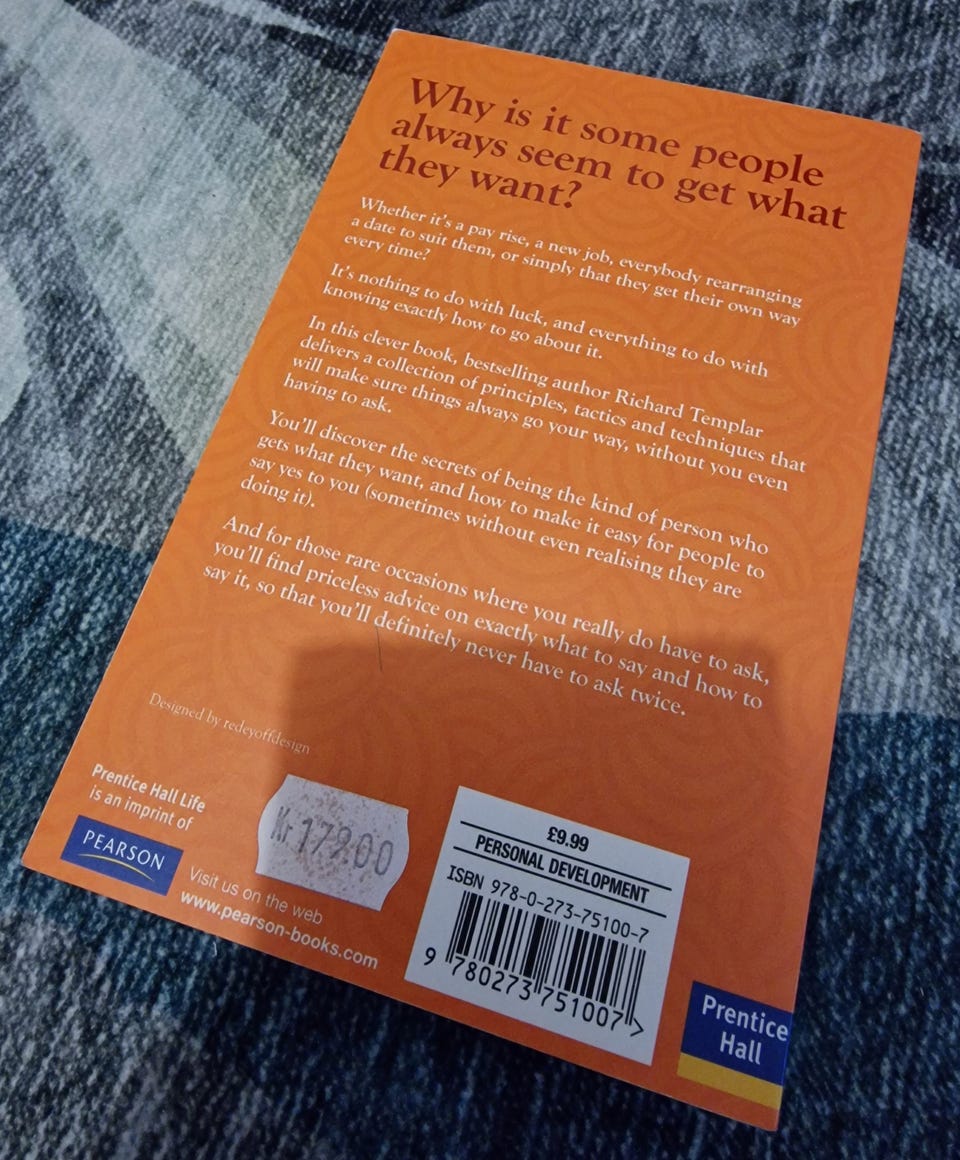 Why is it some people
always seem to get what
they want?
Whether it's a pay rise, a new job, everybody rearranging
a date to suit them, or simply that they get their own way
every time?
It's nothing to do with luck, and everything to do with
knowing exactly how to go about it.
In this clever book, bestselling author Richard Templar
delivers a collection of principles, tactics and techniques that
will make sure things always go your way, without you even
having to ask.
You'll discover the secrets of being the kind of person who
gets what they want, and how to make it easy for people to
say yes to you (sometimes without even realising they are
doing it).
And for those rare occasions where you really do have to ask,
you'll find priceless advice on exactly what to say and how to
say it, so that you'll definitely never have to ask twice.
Designed by redeyoffdesign
Prentice Hall Life
is an imprint of
PEARSON
Visit us on the web
www.pearson-books.com
Kr 179.00
£9.99
PERSONAL DEVELOPMENT
ISBN 978-0-273-75100-7
9 780273 751007 >
Prentice
Hall